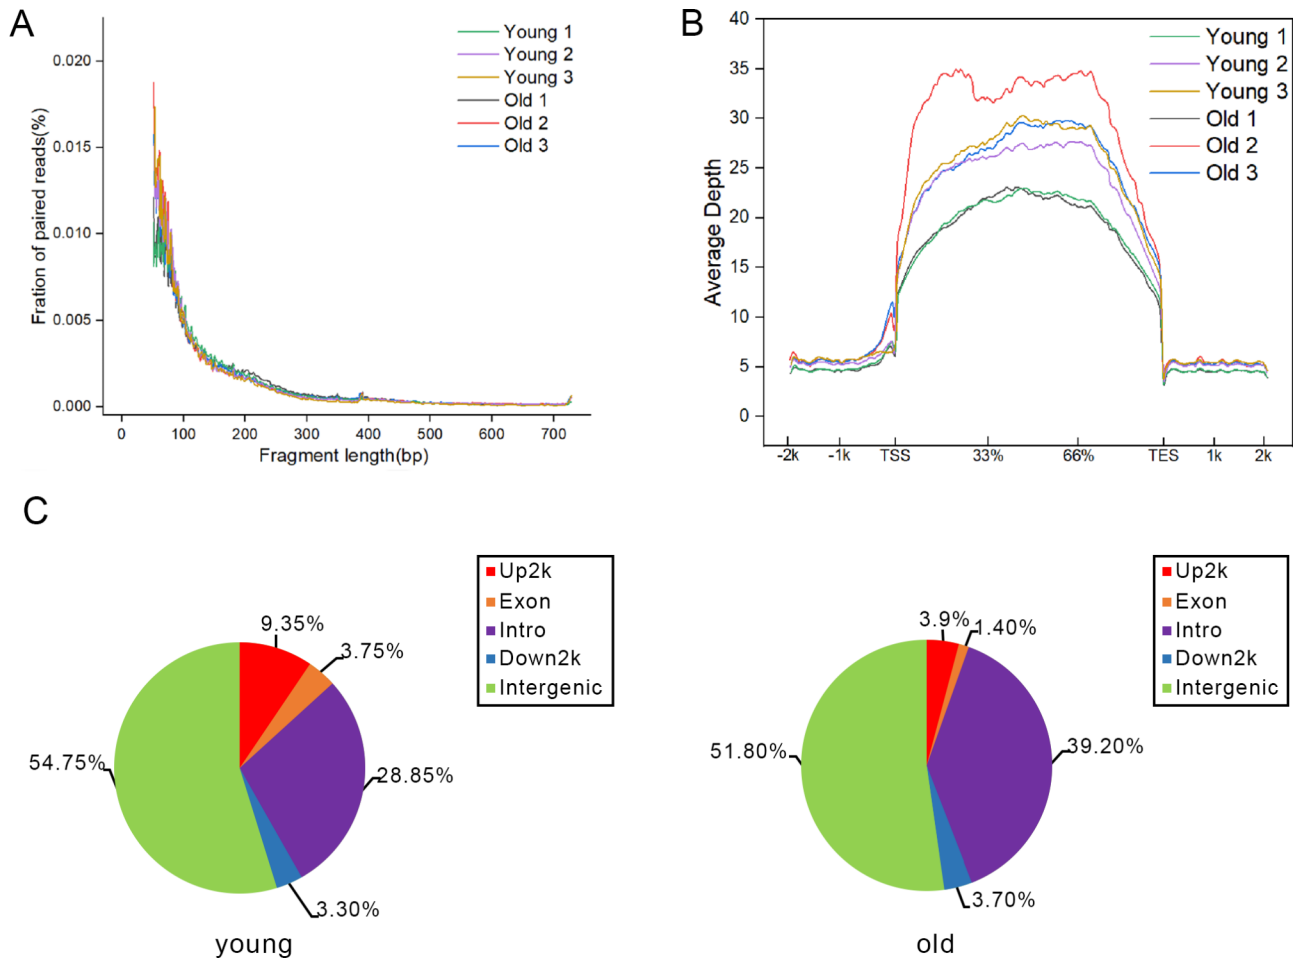 A
Fration of paired reads(%)
0.020
0.015
0.010
0.005
0.000
0 100 200 300 400 500 600 700
Fragment length(bp)
Young 1
Young 2
Young 3
Old 1
Old 2
Old 3
B
Average Depth
40
35
30
25
20
15
10
5
0
-2k -1k TSS 33% 66% TES 1k 2k
Young 1
Young 2
Young 3
Old 1
Old 2
Old 3
C
Up2k
Exon
Intro
Down2k
Intergenic
9.35%
3.75%
28.85%
3.30%
54.75%
young
Up2k
Exon
Intro
Down2k
Intergenic
3.9%
1.40%
39.20%
3.70%
51.80%
old